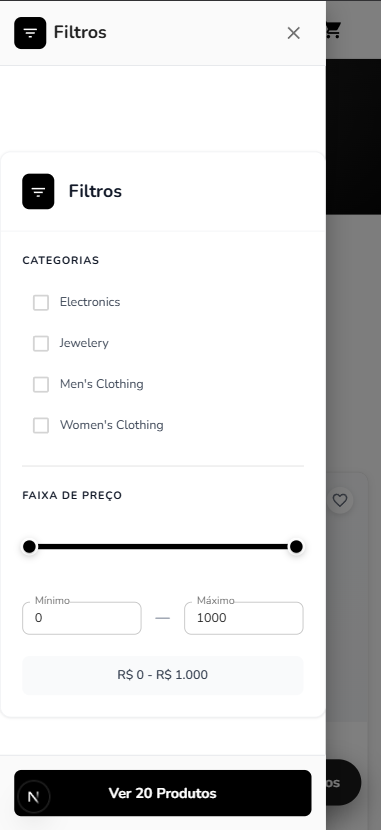 Filtros
Filtros
CATEGORIAS
Electronics
Jewelery
Men's Clothing
Women's Clothing
FAIXA DE PREÇO
Mínimo
Máximo
0 — 1000
R$ 0 - R$ 1.000
os
N Ver 20 Produtos